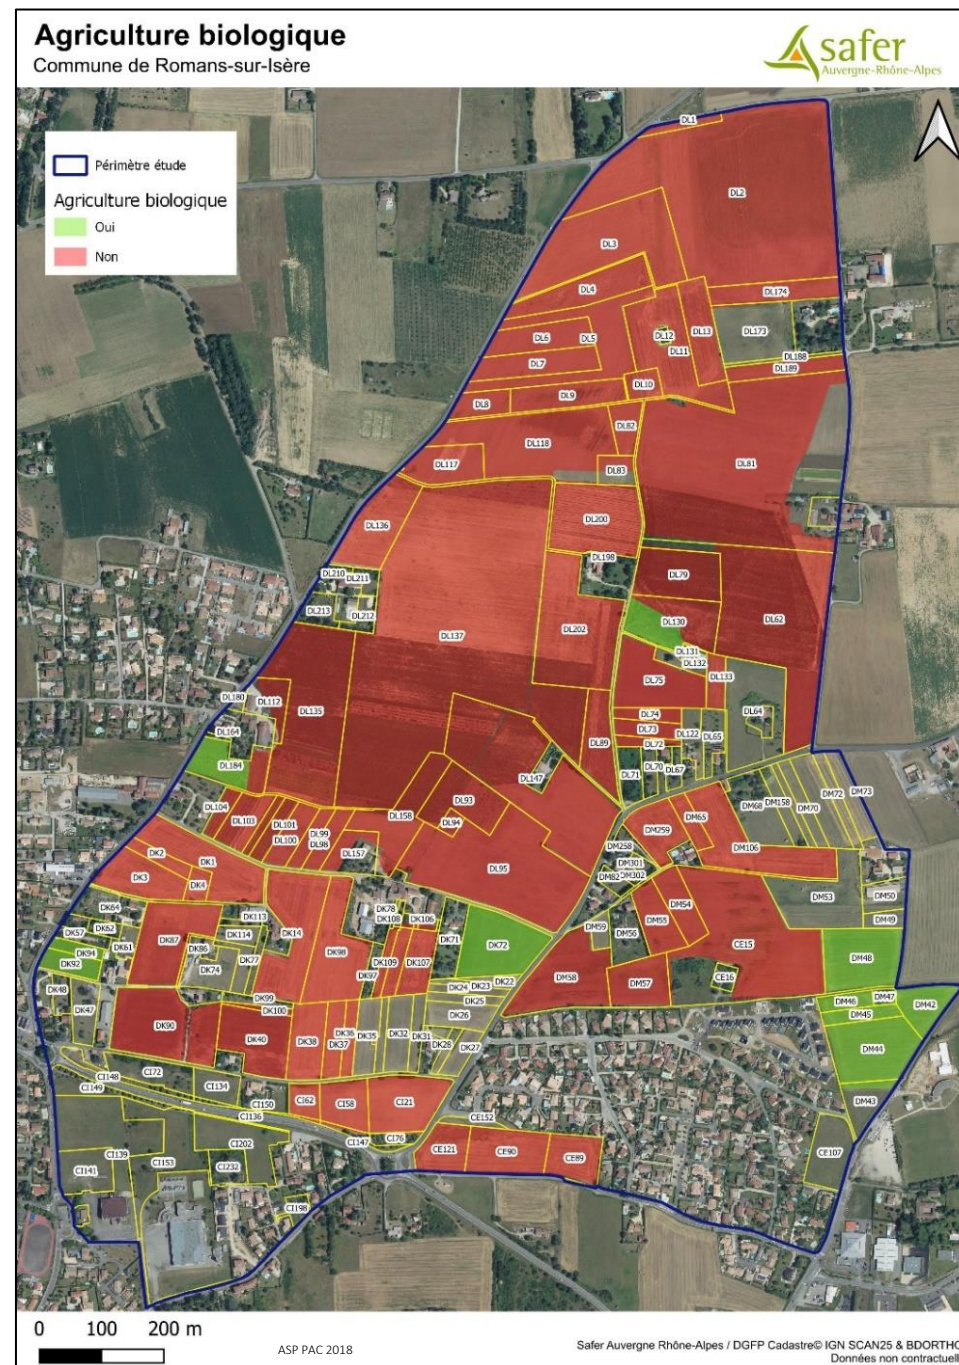 Agriculture biologique
Commune de Romans-sur-Isère
safer
Auvergne-Rhône-Alpes
Périmètre étude
Agriculture biologique
Oui
Non
DL1
DL2
DL3
DL4
DL174
DL6
DL5
DL12
DL13
DL173
DL11
DL7
DL188
DL189
DL10
DL9
DL8
DL82
DL118
DL117
DL83
DL81
DL136
DL200
DL198
DL210
DL211
DL79
DL213
DL212
DL130
DL62
DL202
DL137
DL131
DL132
DL133
DL75
DL180
DL112
DL135
DL64
DL74
DL164
DL73
DL122
DL65
DL89
DL72
DL184
DL70
DL67
DL71
DL147
DM72
DM73
DL93
DM158
DM68
DM70
DL104
DL103
DL101
DL158
DL94
DM65
DL99
DL100
DL98
DM259
DL157
DM258
DM106
DK2
DK1
DL95
DM301
DK3
DK4
DM82
DM302
DM53
DM50
DK64
DK113
DK78
DK108
DK106
DM54
DM49
DK57
DK62
DK114
DK14
DK71
DM59
DM56
DM55
DK94
DK61
DK87
DK86
DK72
CE15
DK92
DK74
DK77
DK98
DK109
DK107
DM48
DK97
DM58
DM57
CE16
DK48
DK24
DK23
DK22
DK99
DK25
DM46
DM47
DM42
DK47
DK100
DK26
DM45
DK90
DK40
DK38
DK36
DK37
DK35
DK32
DK31
DK28
DK27
DM44
CI148
CI72
CI149
CI134
DM43
CI150
CI62
CI58
CI21
CI136
CE152
CI147
CI76
CI202
CE121
CE90
CE89
CE107
CI139
CI141
CI153
CI232
CI198
0 100 200 m
ASP PAC 2018
Safer Auvergne Rhône-Alpes / DGFP Cadastre© IGN SCAN25 & BDORTHO
Données non contractuell